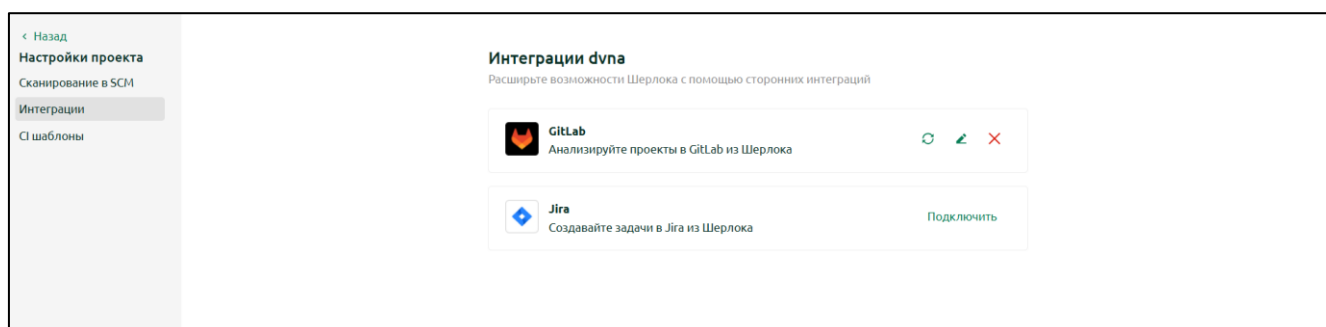 ‹ Назад
Настройки проекта
Сканирование в SCM
Интеграции
CI шаблоны
Интеграции dvna
Расширьте возможности Шерлока с помощью сторонних интеграций
GitLab
Анализируйте проекты в GitLab из Шерлока
Jira
Создавайте задачи в Jira из Шерлока
Подключить